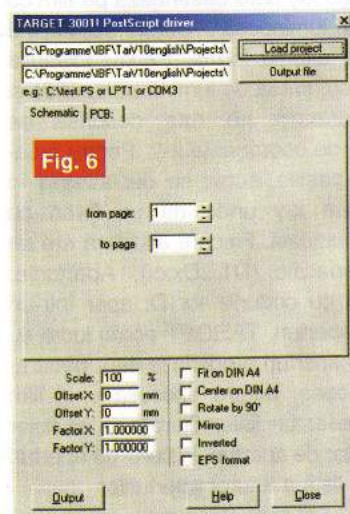 TARGET 3001! PostScript driver
C:\Programme\IBF\TarV10english\Projects\ Load project
C:\Programme\IBF\TarV10english\Projects\ Output file
e.g.: C:\test.PS or LPT1 or COM3
Schematic PCB:
Fig. 6
from page: 1
to page 1
Scale: 100 % Fit on DIN A4
Offset X: 0 mm Center on DIN A4
Offset Y: 0 mm Rotate by 90°
Factor X: 1.000000 Mirror
Factor Y: 1.000000 Inverted
EPS format
Output Help Close